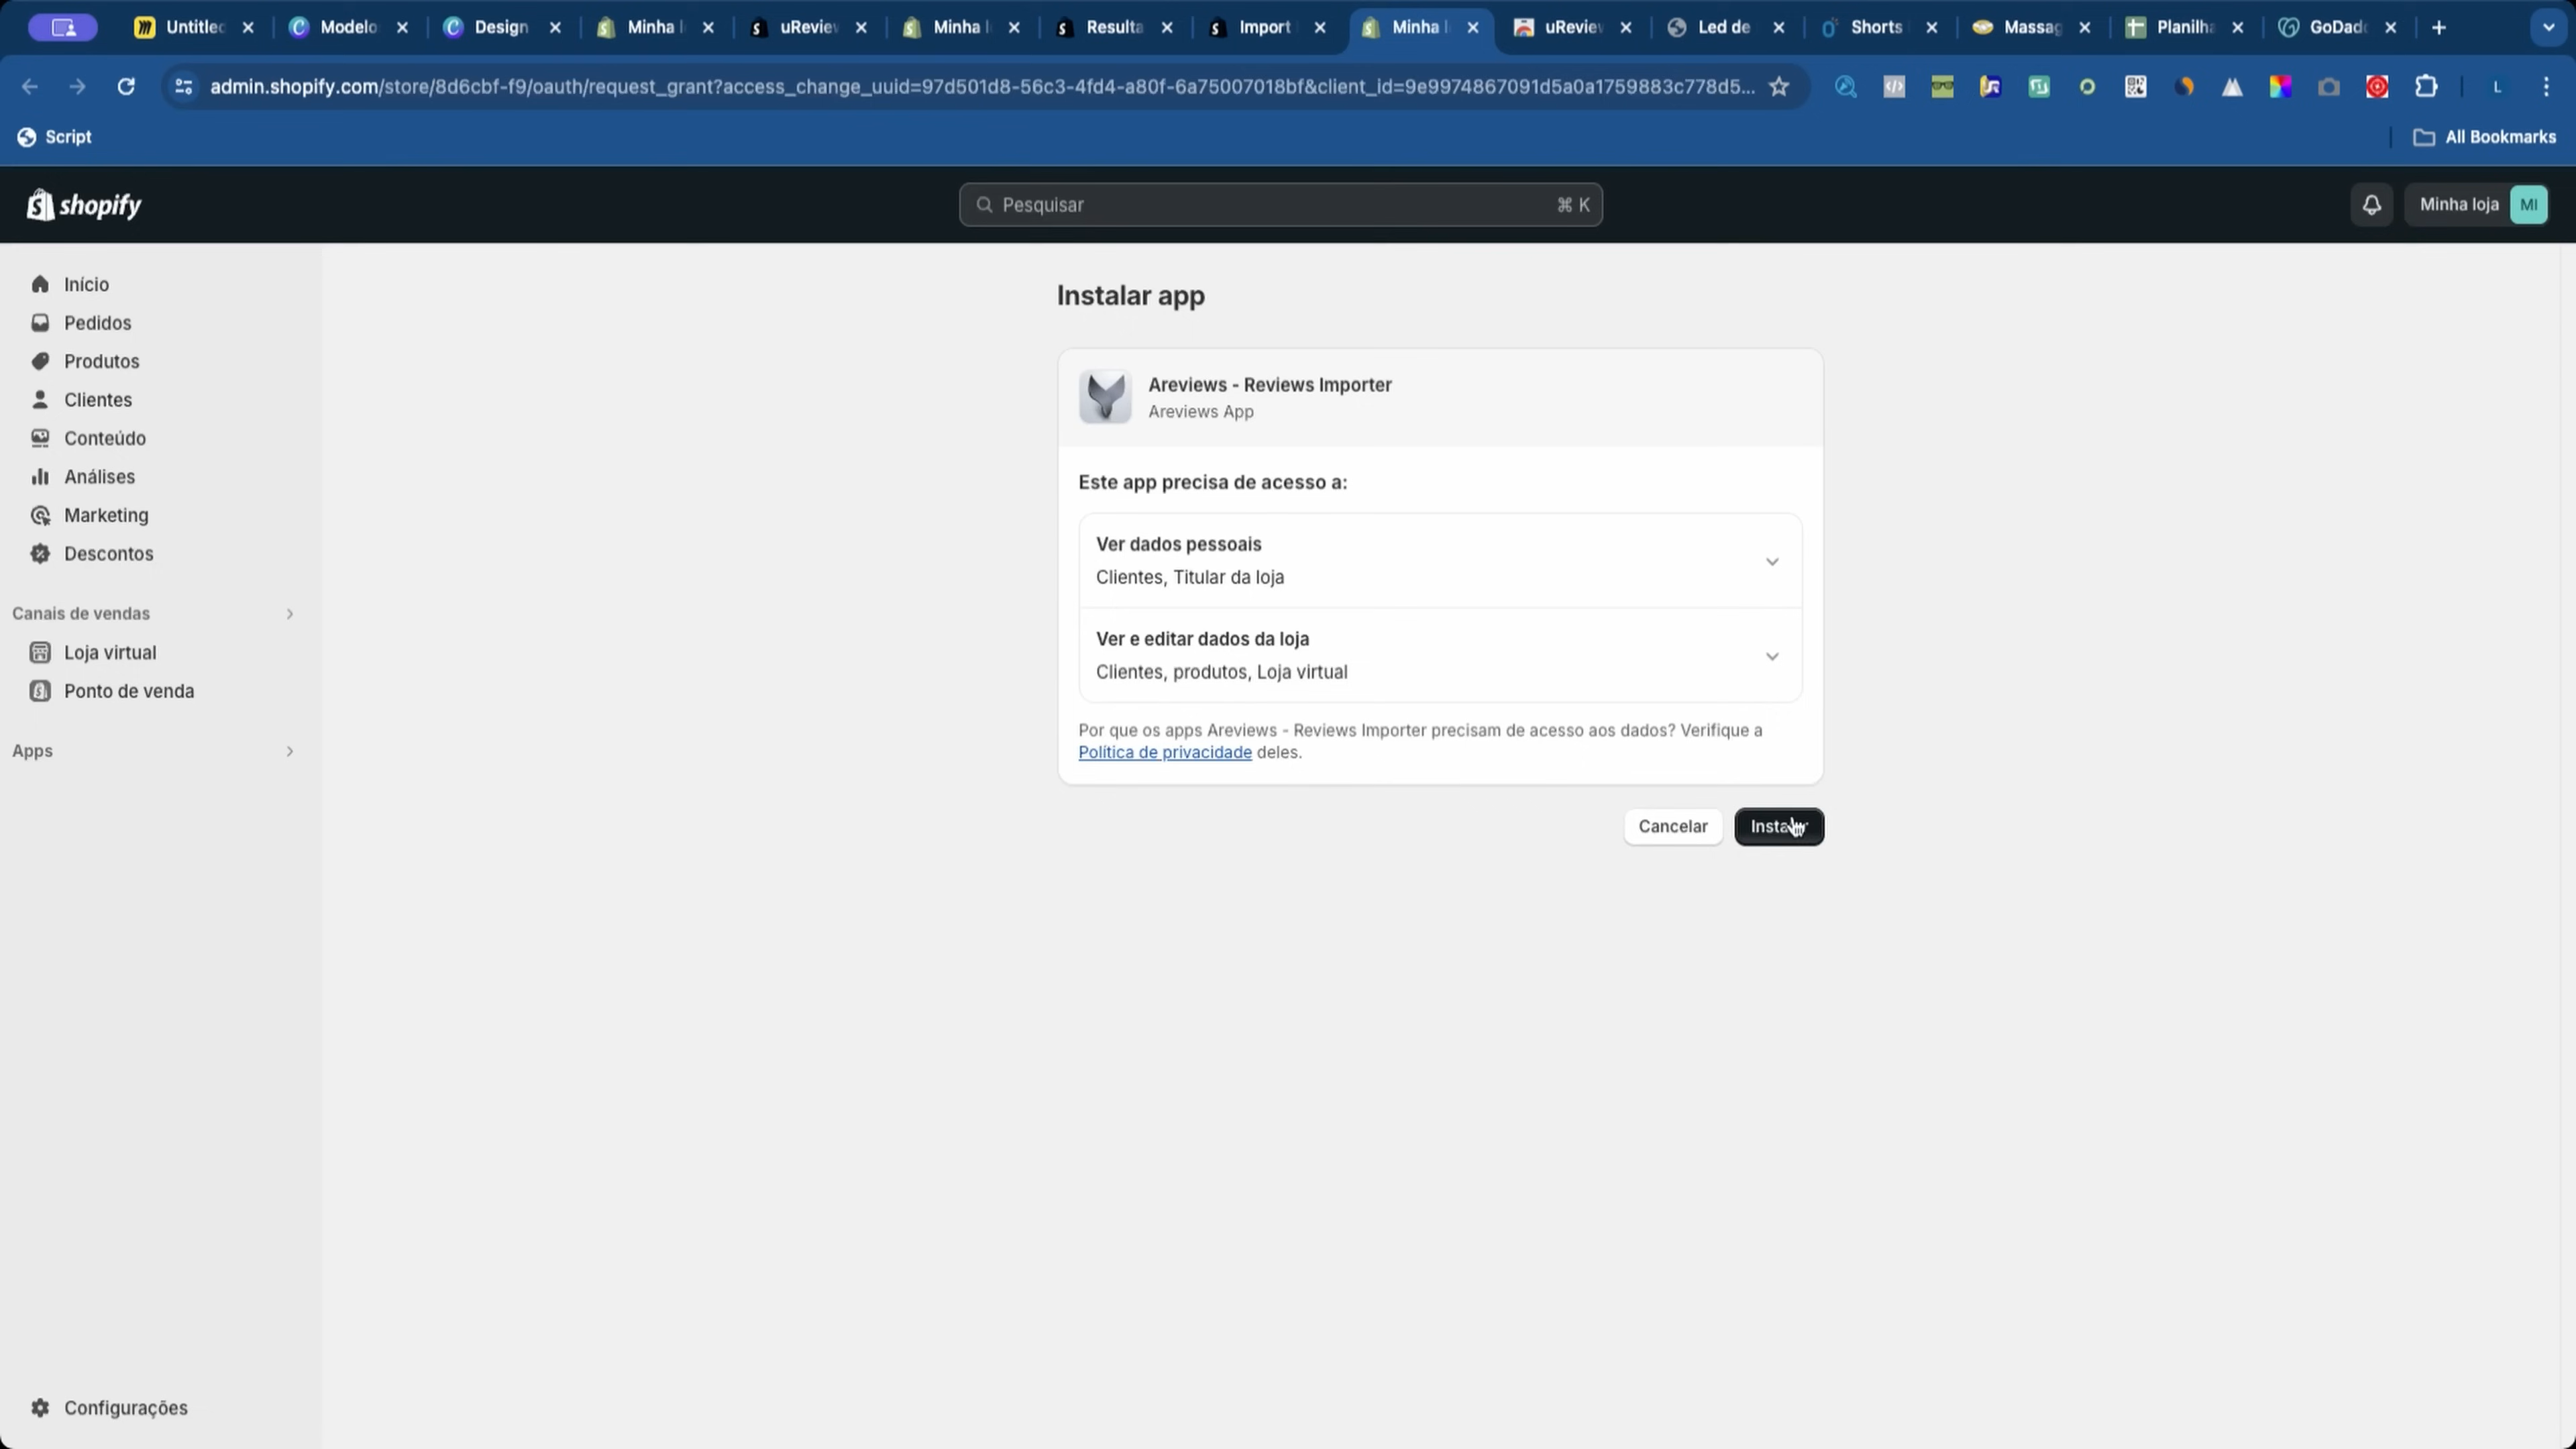 Untitled
Modelo
Design
Minha l
uReview
Minha l
Resulta
Import
Minha l
uReview
Led de
Shorts
Massag
Planilha
GoDadd
admin.shopify.com/store/8d6cbf-f9/oauth/request_grant?access_change_uuid=97d501d8-56c3-4fd4-a80f-6a75007018bf&client_id=9e9974867091d5a0a1759883c778d5...
L
Script
All Bookmarks
shopify
Pesquisar
⌘ K
Minha loja
MI
Início
Pedidos
Produtos
Clientes
Conteúdo
Análises
Marketing
Descontos
Canais de vendas
Loja virtual
Ponto de venda
Apps
Configurações
Instalar app
Areviews - Reviews Importer
Areviews App
Este app precisa de acesso a:
Ver dados pessoais
Clientes, Titular da loja
Ver e editar dados da loja
Clientes, produtos, Loja virtual
Por que os apps Areviews - Reviews Importer precisam de acesso aos dados? Verifique a
Política de privacidade deles.
Cancelar